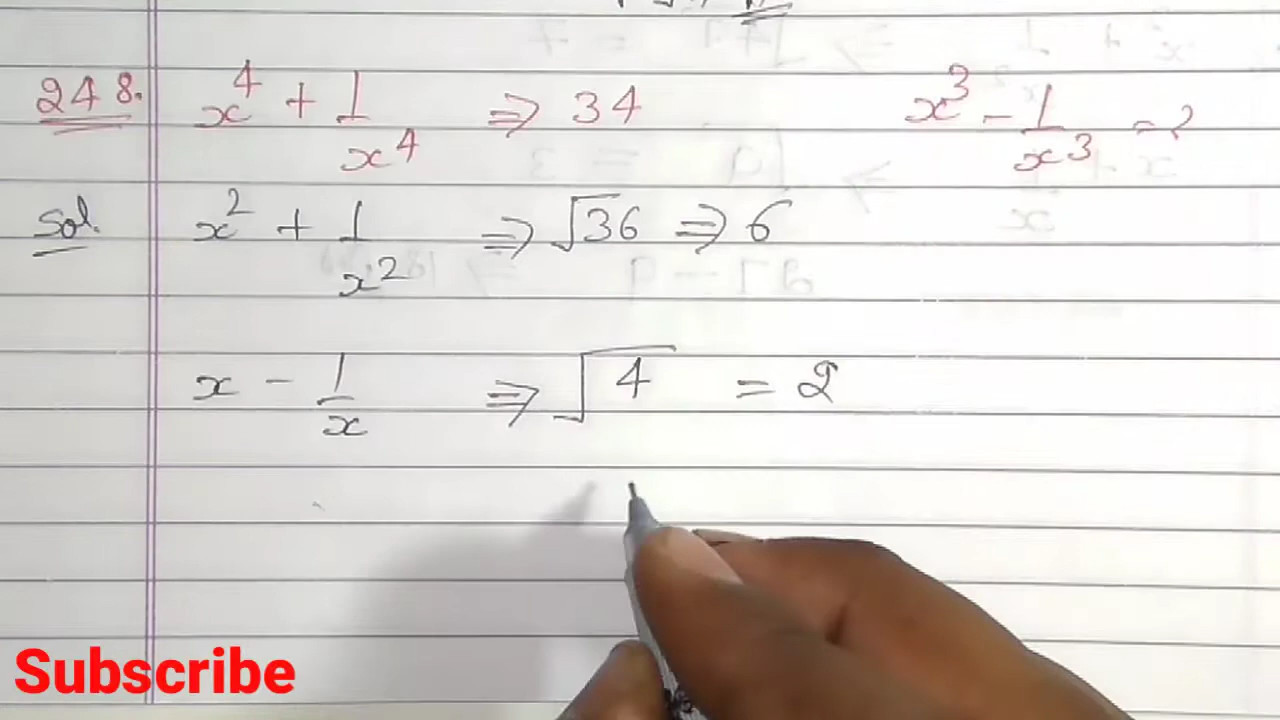 248. x⁴ + 1/x⁴ ⇒ 34 x³ - 1/x³ = ?
Sol. x² + 1/x² ⇒ √36 ⇒ 6
x - 1/x ⇒ √4 = 2
Subscribe